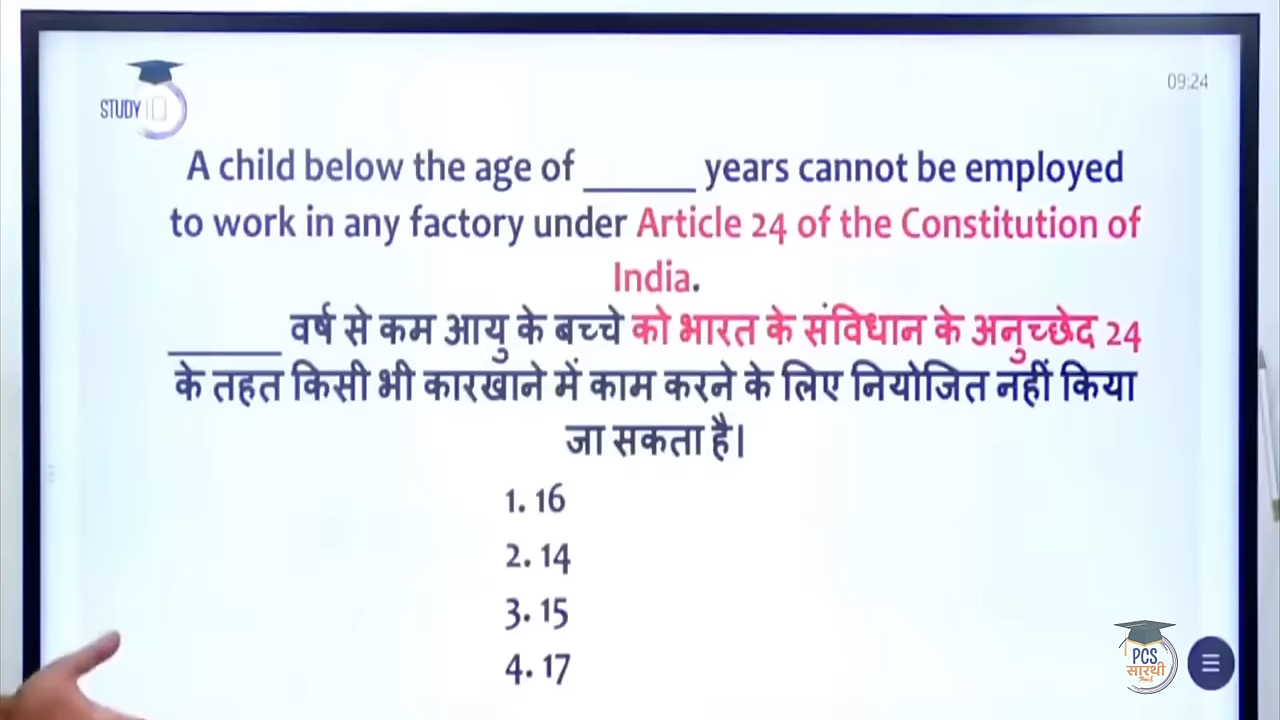 STUDY IQ
09:24
A child below the age of ______ years cannot be employed
to work in any factory under Article 24 of the Constitution of
India.
______ वर्ष से कम आयु के बच्चे को भारत के संविधान के अनुच्छेद 24
के तहत किसी भी कारखाने में काम करने के लिए नियोजित नहीं किया
जा सकता है।
1. 16
2. 14
3. 15
4. 17
PCS
सारथी